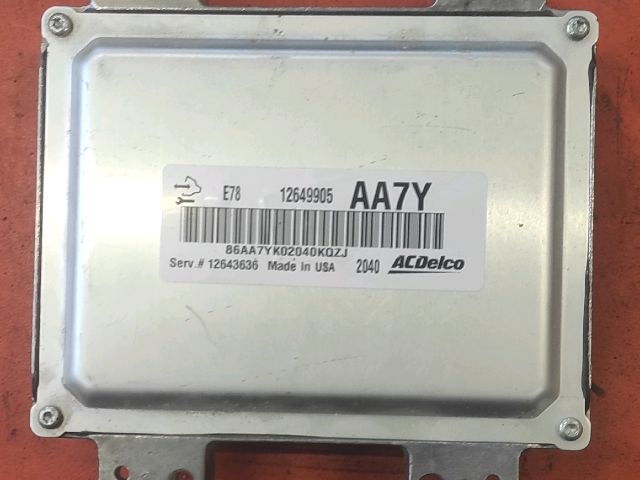 E78 12649905 AA7Y
86AA7YK02040KQZJ
Serv.# 12643636 Made in USA 2040 ACDelco